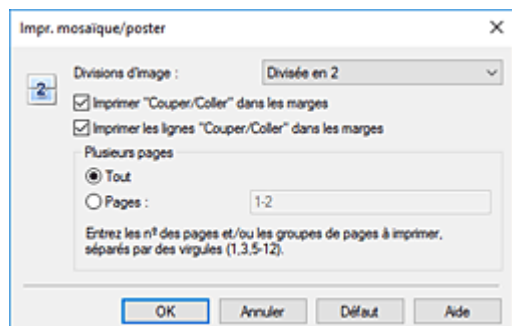 Impr. mosaïque/poster
Divisions d'image :
Divisée en 2
2
Imprimer "Couper/Coller" dans les marges
Imprimer les lignes "Couper/Coller" dans les marges
Plusieurs pages
Tout
Pages :
1-2
Entrez les nº des pages et/ou les groupes de pages à imprimer,
séparés par des virgules (1,3,5-12).
OK
Annuler
Défaut
Aide